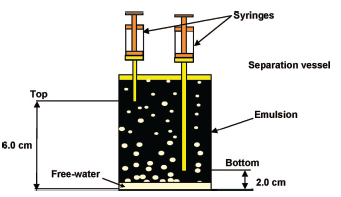 Syringes
Separation vessel
Top
Emulsion
6.0 cm
Bottom
Free-water
2.0 cm